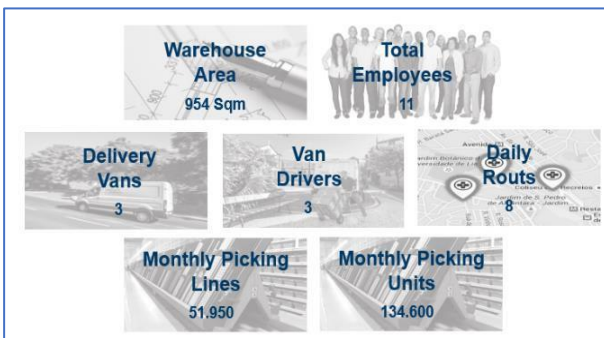 Warehouse
Area
954 Sqm
Total
Employees
11
Delivery
Vans
3
Van
Drivers
3
Daily
Routs
8
Monthly Picking
Lines
51.950
Monthly Picking
Units
134.600